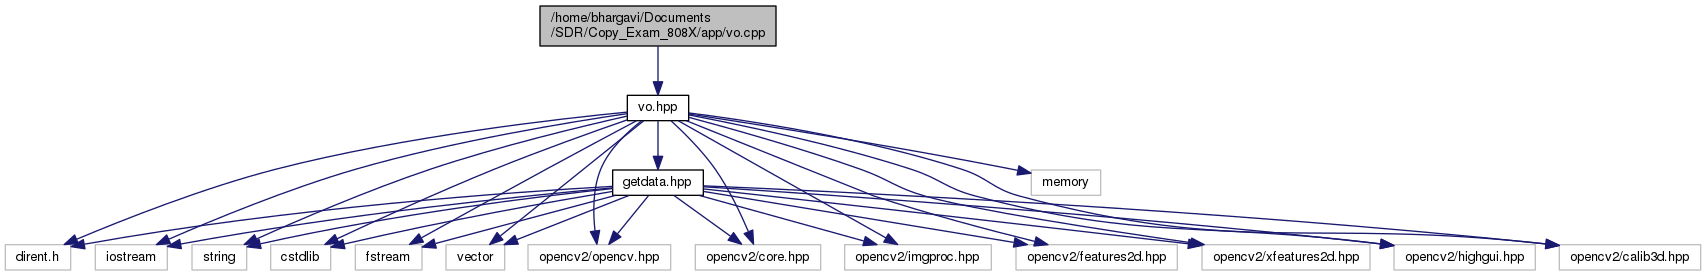 /home/bhargavi/Documents
/SDR/Copy_Exam_808X/app/vo.cpp
vo.hpp
getdata.hpp
memory
dirent.h
iostream
string
cstdlib
fstream
vector
opencv2/opencv.hpp
opencv2/core.hpp
opencv2/imgproc.hpp
opencv2/features2d.hpp
opencv2/xfeatures2d.hpp
opencv2/highgui.hpp
opencv2/calib3d.hpp